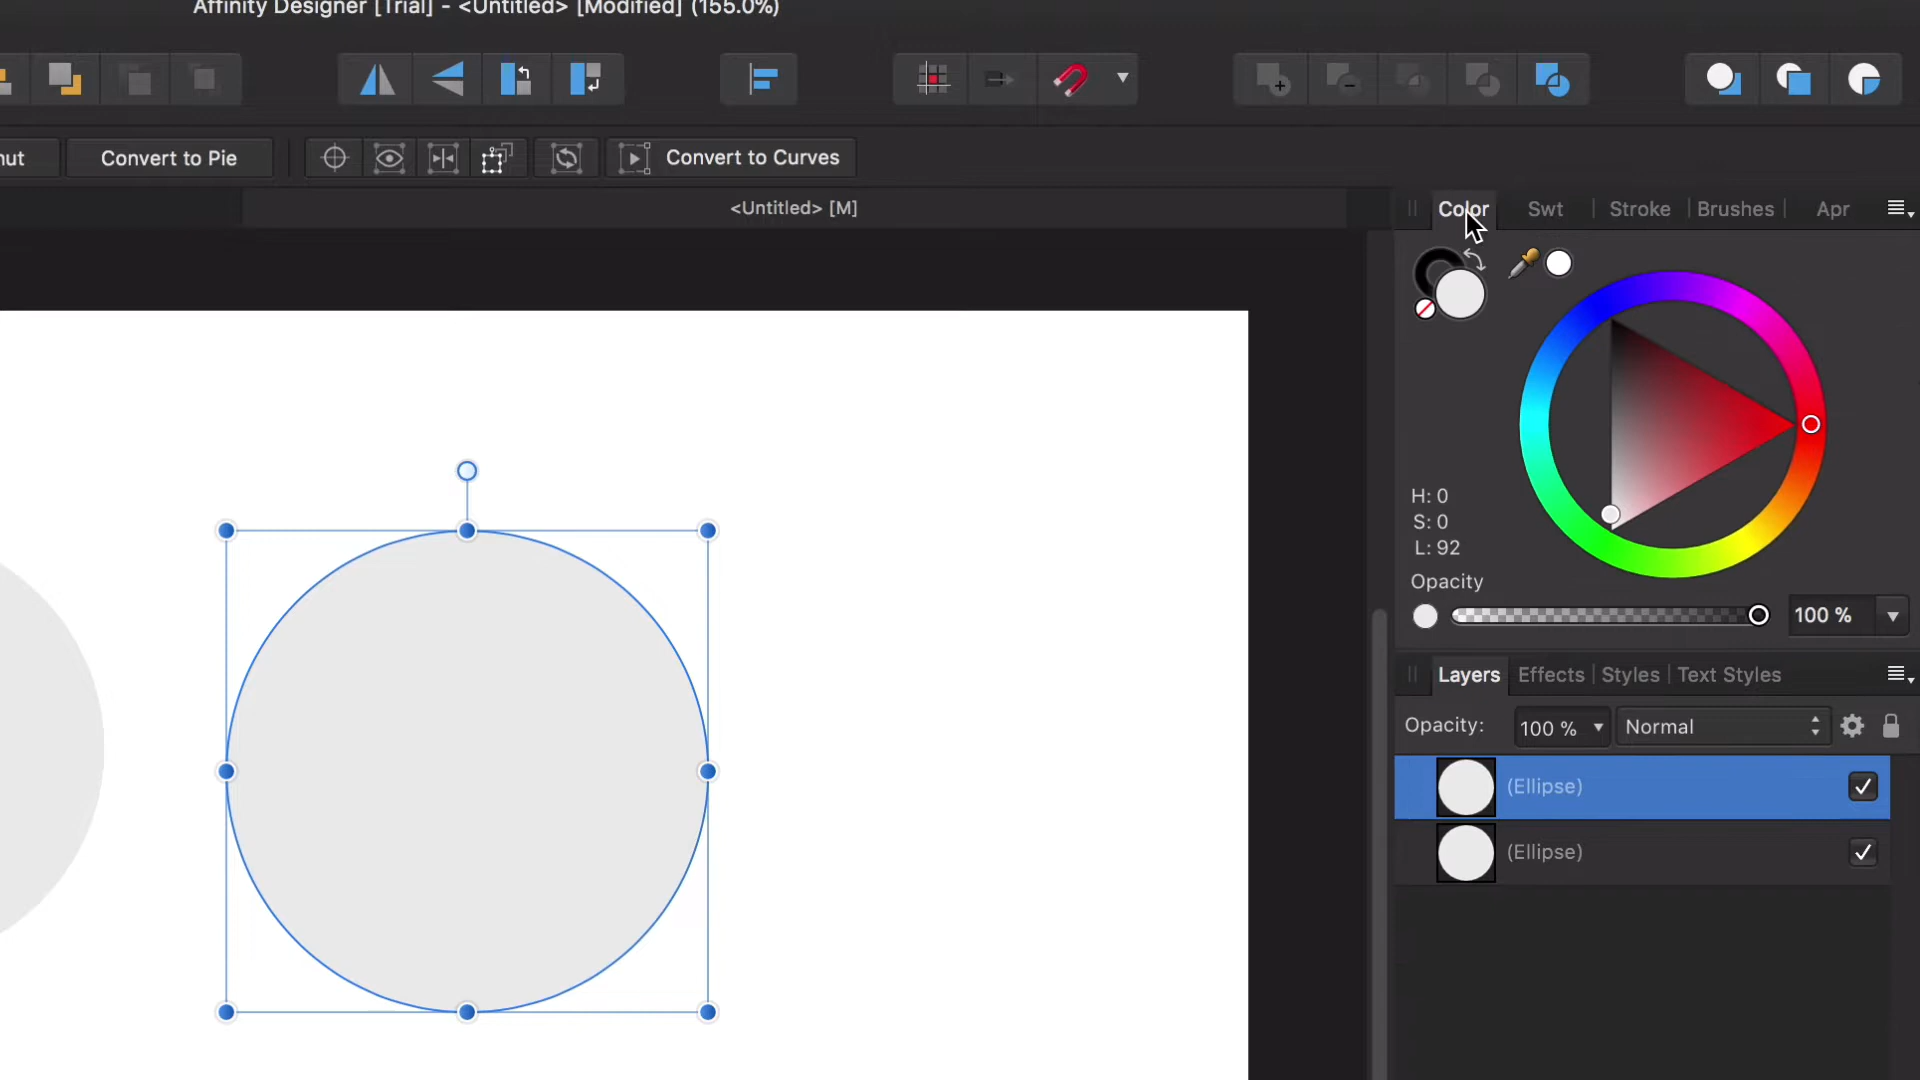 Affinity Designer [Trial] - <Untitled> [Modified] (155.0%)
nut
Convert to Pie
Convert to Curves
<Untitled> [M]
Color
Swt
Stroke
Brushes
Apr
H: 0
S: 0
L: 92
Opacity
100 %
Layers
Effects
Styles
Text Styles
Opacity:
100 %
Normal
(Ellipse)
(Ellipse)